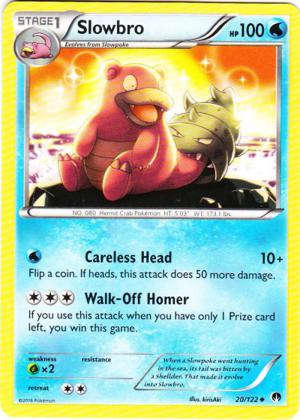 STAGE1 Slowbro HP100
Evolves from Slowpoke
NO. 080 Hermit Crab Pokémon HT: 5'03" WT: 173.1 lbs.
Careless Head 10+
Flip a coin. If heads, this attack does 50 more damage.
Walk-Off Homer
If you use this attack when you have only 1 Prize card
left, you win this game.
weakness resistance
×2
retreat
When a Slowpoke went hunting
in the sea, its tail was bitten by
a Shellder. That made it evolve
into Slowbro.
©2016 Pokémon
Illus. kirisAki
20/122